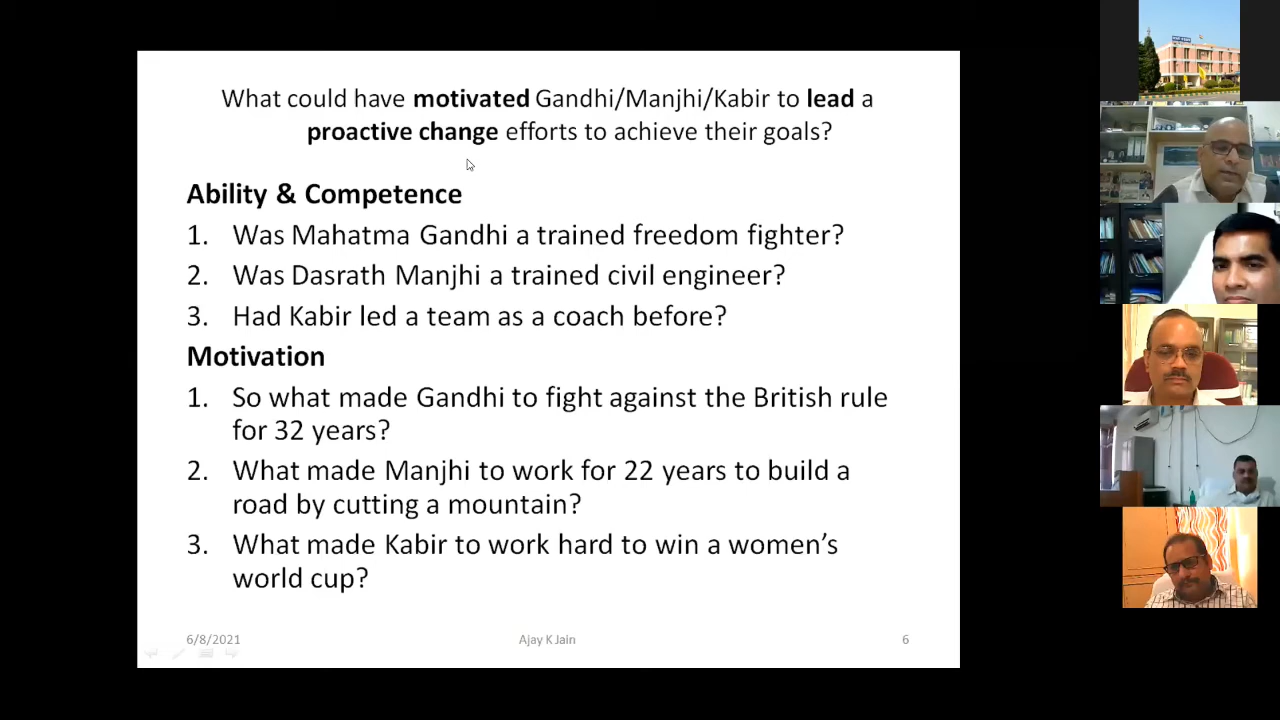 What could have motivated Gandhi/Manjhi/Kabir to lead a
proactive change efforts to achieve their goals?
Ability & Competence
1. Was Mahatma Gandhi a trained freedom fighter?
2. Was Dasrath Manjhi a trained civil engineer?
3. Had Kabir led a team as a coach before?
Motivation
1. So what made Gandhi to fight against the British rule
for 32 years?
2. What made Manjhi to work for 22 years to build a
road by cutting a mountain?
3. What made Kabir to work hard to win a women’s
world cup?
6/8/2021
Ajay K Jain
6